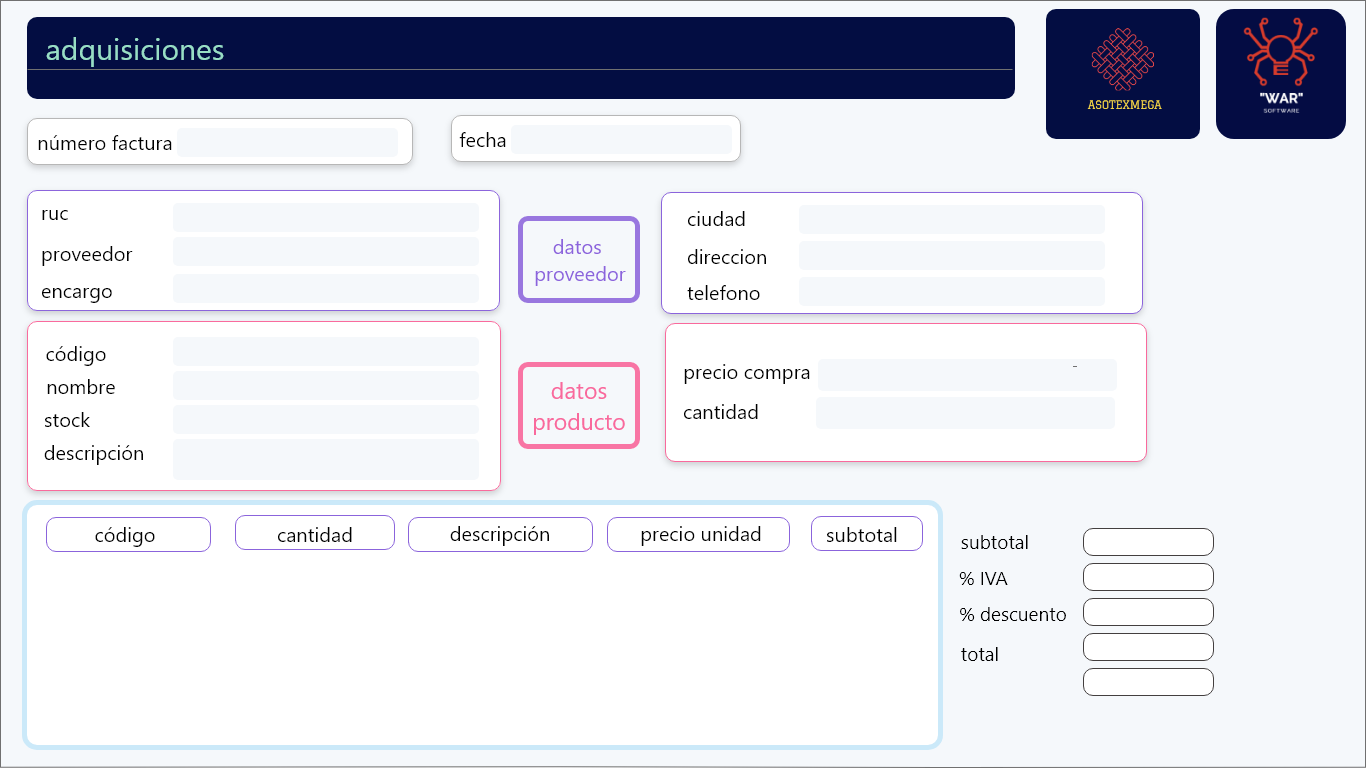 adquisiciones
ASOTEXMEGA
"WAR"
SOFTWARE
número factura
fecha
ruc
proveedor
encargo
datos
proveedor
ciudad
direccion
telefono
código
nombre
stock
descripción
datos
producto
precio compra
-
cantidad
código cantidad descripción precio unidad subtotal
subtotal
% IVA
% descuento
total